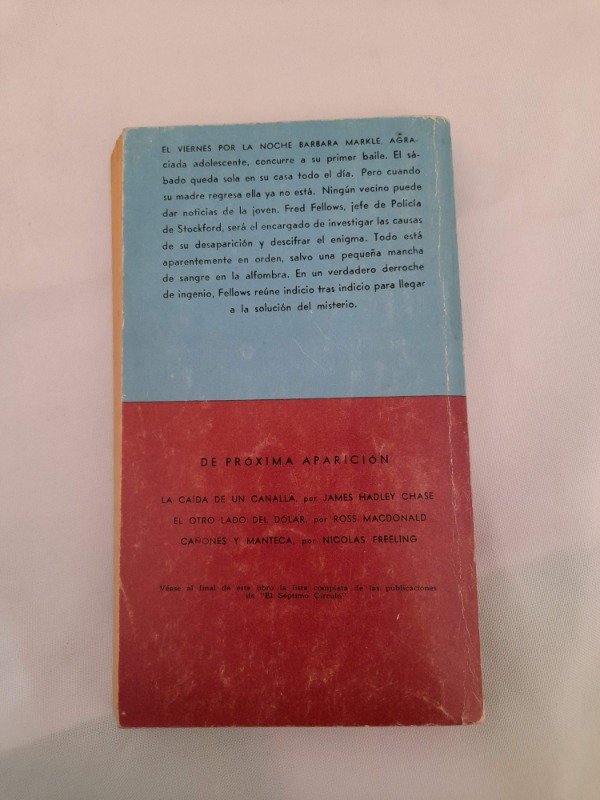 EL VIERNES POR LA NOCHE BARBARA MARKLE, AGRA-
ciada adolescente, concurre a su primer baile. El sá-
bado queda sola en su casa todo el día. Pero cuando
su madre regresa ella ya no está. Ningún vecino puede
dar noticias de la joven. Fred Fellows, jefe de Policía
de Stockford, será el encargado de investigar las causas
de su desaparición y descifrar el enigma. Todo está
aparentemente en orden, salvo una pequeña mancha
de sangre en la alfombra. En un verdadero derroche
de ingenio, Fellows reúne indicio tras indicio para llegar
a la solución del misterio.
DE PRÓXIMA APARICIÓN
LA CAÍDA DE UN CANALLA, por JAMES HADLEY CHASE
EL OTRO LADO DEL DÓLAR, por ROSS MACDONALD
CAÑONES Y MANTECA, por NICOLAS FREELING
Véase al final de este libro la lista completa de las publicaciones
de "El Séptimo Círculo"